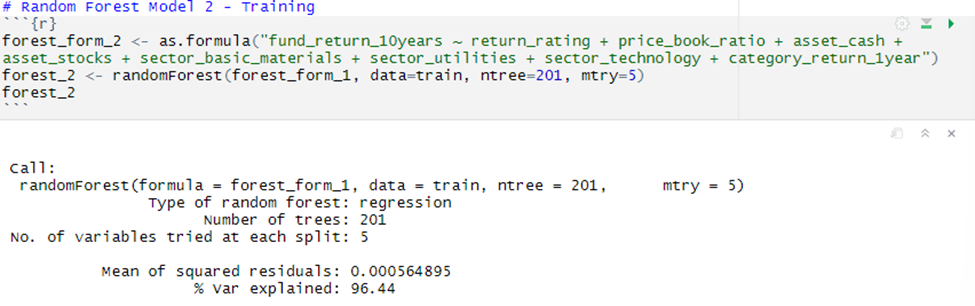 # Random Forest Model 2 - Training
```{r}
forest_form_2 <- as.formula("fund_return_10years ~ return_rating + price_book_ratio + asset_cash +
asset_stocks + sector_basic_materials + sector_utilities + sector_technology + category_return_1year")
forest_2 <- randomForest(forest_form_1, data=train, ntree=201, mtry=5)
forest_2
```
Call:
randomForest(formula = forest_form_1, data = train, ntree = 201, mtry = 5)
Type of random forest: regression
Number of trees: 201
No. of variables tried at each split: 5
Mean of squared residuals: 0.000564895
% Var explained: 96.44